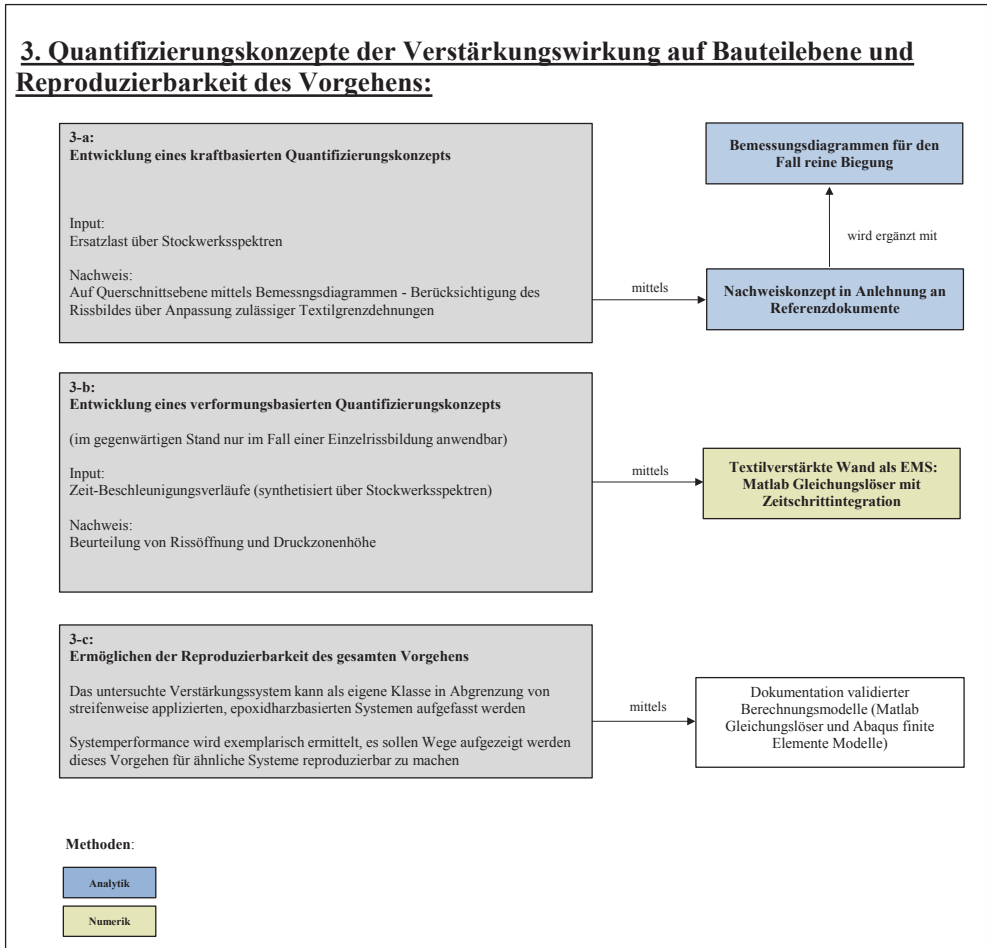 3. Quantifizierungskonzepte der Verstärkungswirkung auf Bauteilebene und
Reproduzierbarkeit des Vorgehens:
3-a:
Entwicklung eines kraftbasierten Quantifizierungskonzepts
Input:
Ersatzlast über Stockwerksspektren
Nachweis:
Auf Querschnittsebene mittels Bemessngsdiagrammen - Berücksichtigung des
Rissbildes über Anpassung zulässiger Textilgrenzdehnungen
mittels
Bemessungsdiagrammen für den
Fall reine Biegung
wird ergänzt mit
Nachweiskonzept in Anlehnung an
Referenzdokumente
3-b:
Entwicklung eines verformungsbasierten Quantifizierungskonzepts
(im gegenwärtigen Stand nur im Fall einer Einzelrissbildung anwendbar)
Input:
Zeit-Beschleunigungsverläufe (synthetisiert über Stockwerksspektren)
Nachweis:
Beurteilung von Rissöffnung und Druckzonenhöhe
mittels
Textilverstärkte Wand als EMS:
Matlab Gleichungslöser mit
Zeitschrittintegration
3-c:
Ermöglichen der Reproduzierbarkeit des gesamten Vorgehens
Das untersuchte Verstärkungssystem kann als eigene Klasse in Abgrenzung von
streifenweise applizierten, epoxidharzbasierten Systemen aufgefasst werden
Systemperformance wird exemplarisch ermittelt, es sollen Wege aufgezeigt werden
dieses Vorgehen für ähnliche Systeme reproduzierbar zu machen
mittels
Dokumentation validierter
Berechnungsmodelle (Matlab
Gleichungslöser und Abaqus finite
Elemente Modelle)
Methoden:
Analytik
Numerik